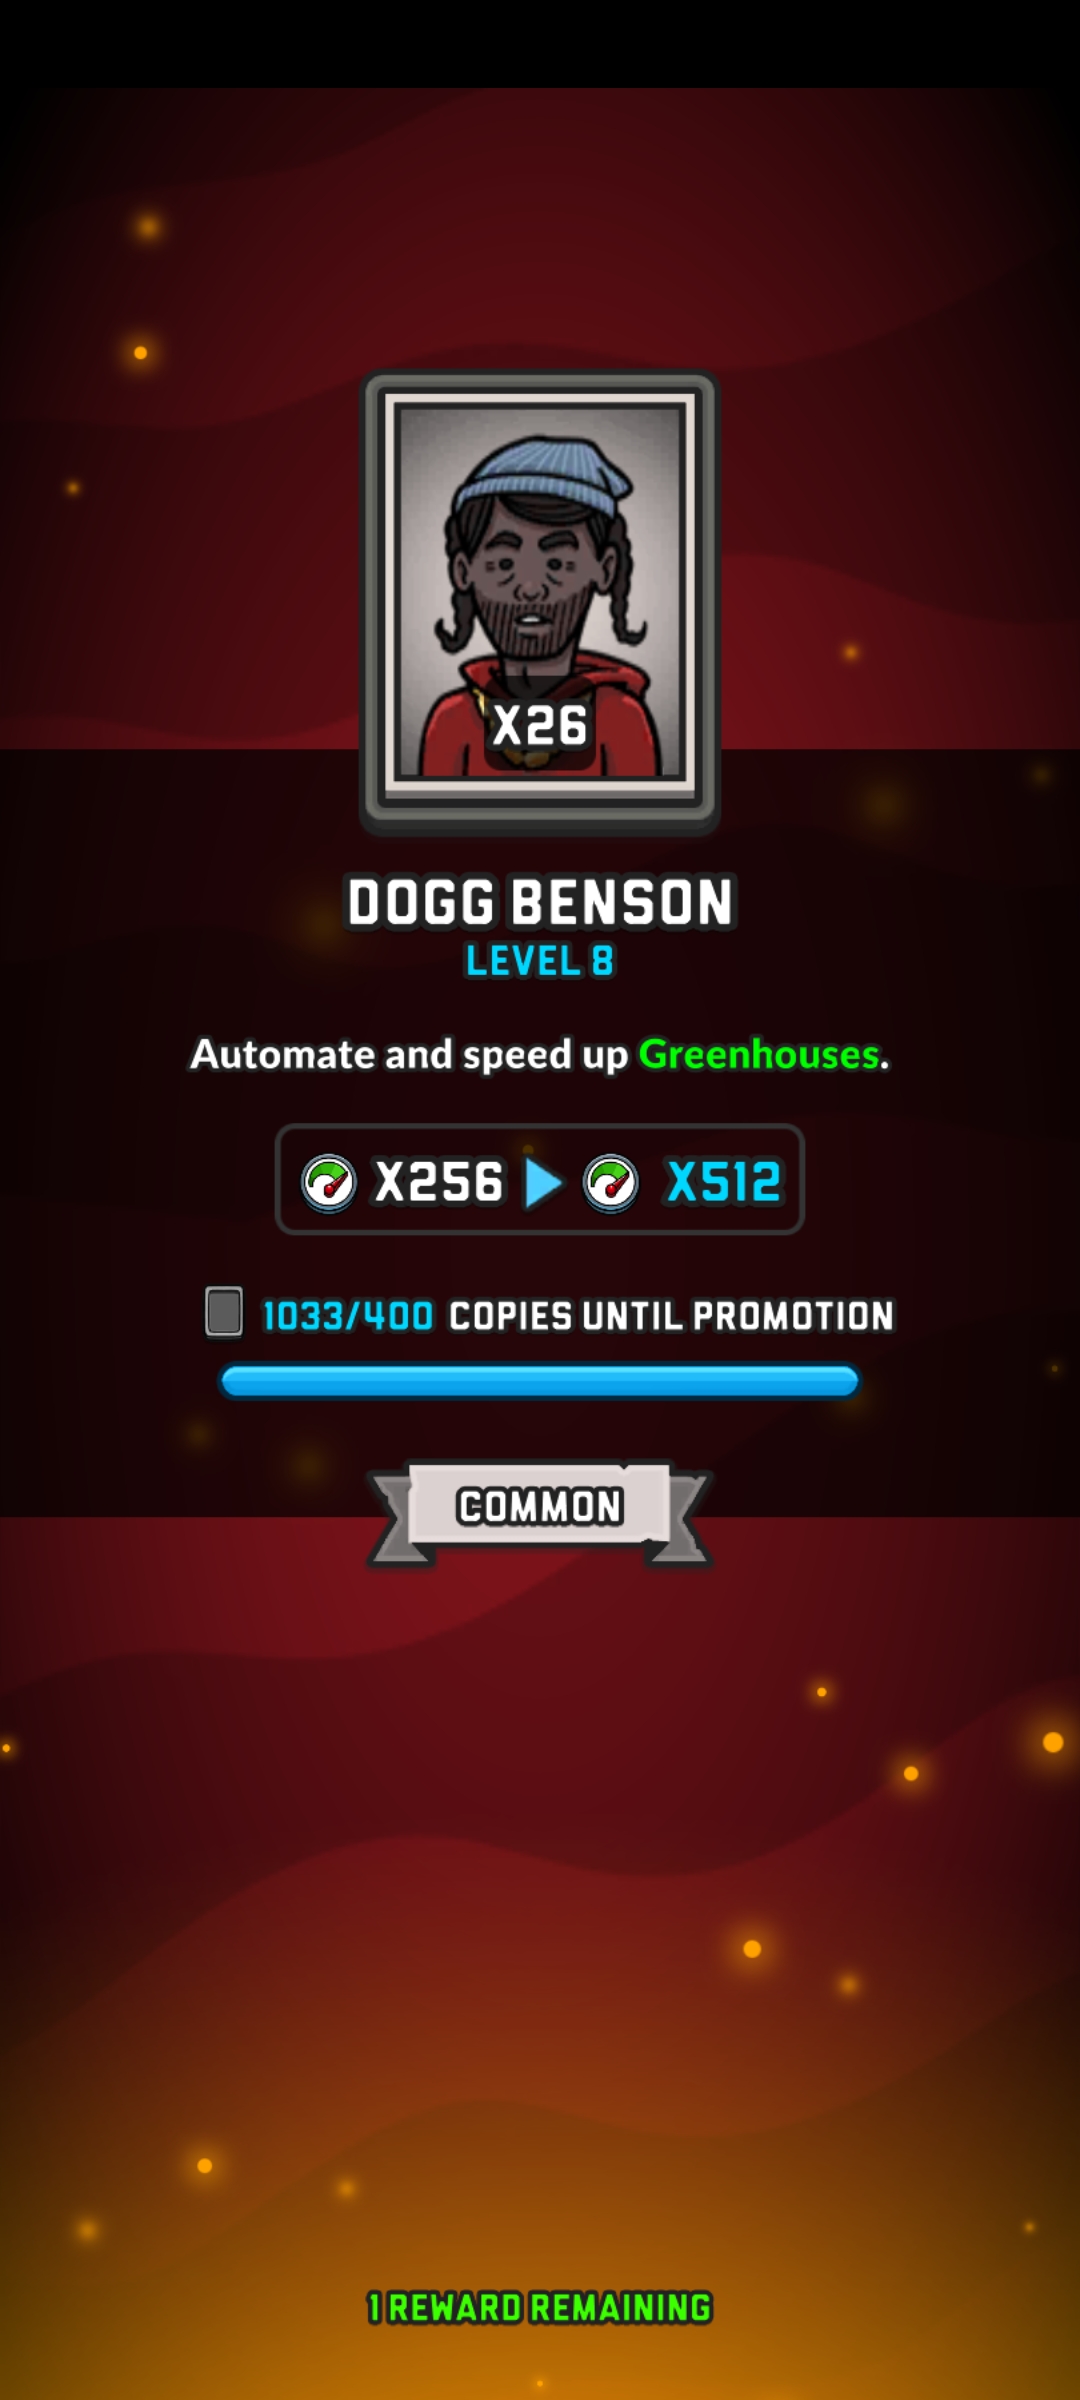 X26
DOGG BENSON
LEVEL 8
Automate and speed up Greenhouses.
X256 X512
1033/400 COPIES UNTIL PROMOTION
COMMON
1 REWARD REMAINING